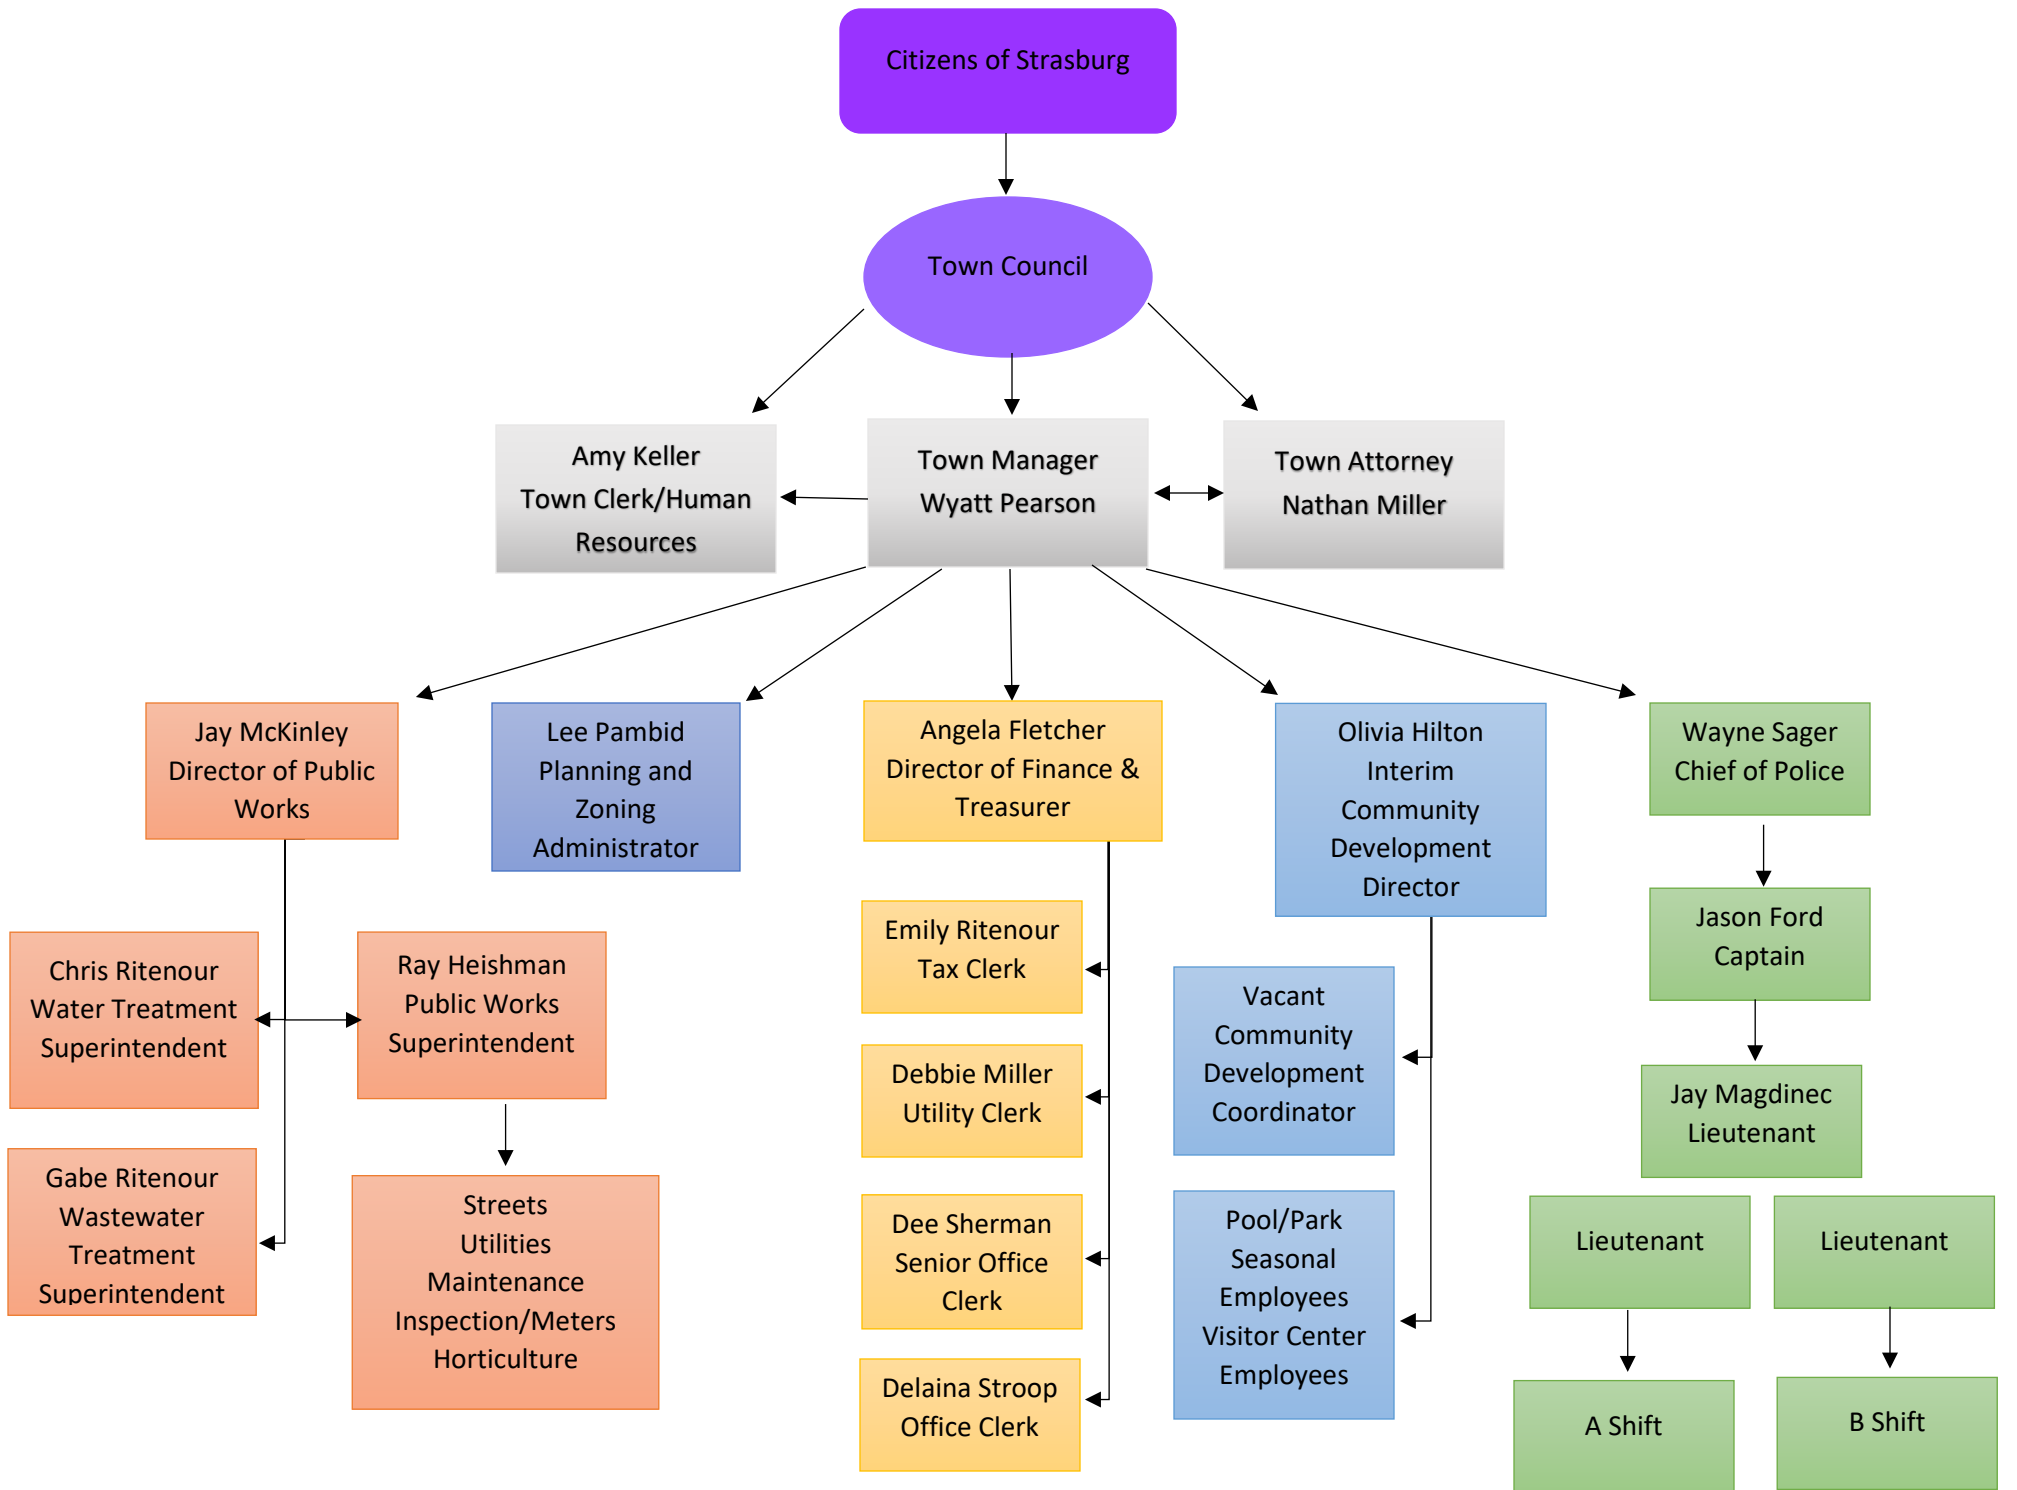 Citizens of Strasburg
Town Council
Amy Keller
Town Clerk/Human
Resources
Town Manager
Wyatt Pearson
Town Attorney
Nathan Miller
Jay McKinley
Director of Public
Works
Lee Pambid
Planning and
Zoning
Administrator
Angela Fletcher
Director of Finance &
Treasurer
Olivia Hilton
Interim
Community
Development
Director
Wayne Sager
Chief of Police
Chris Ritenour
Water Treatment
Superintendent
Ray Heishman
Public Works
Superintendent
Gabe Ritenour
Wastewater
Treatment
Superintendent
Streets
Utilities
Maintenance
Inspection/Meters
Horticulture
Emily Ritenour
Tax Clerk
Debbie Miller
Utility Clerk
Dee Sherman
Senior Office
Clerk
Delaina Stroop
Office Clerk
Vacant
Community
Development
Coordinator
Pool/Park
Seasonal
Employees
Visitor Center
Employees
Jason Ford
Captain
Jay Magdinec
Lieutenant
Lieutenant
Lieutenant
A Shift
B Shift